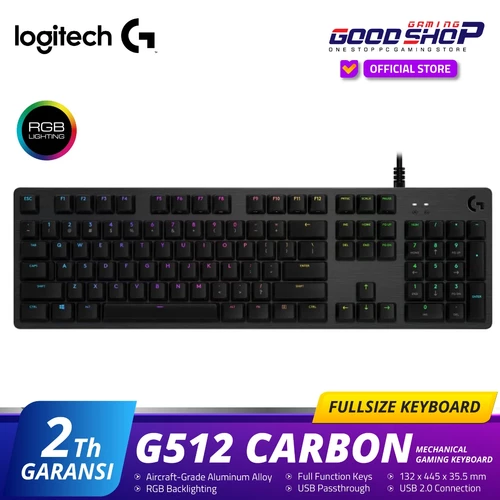 logitech G
GAMING
GOODSHOP
ONE STOP PC GAMING STORE
OFFICIAL STORE
RGB
LIGHTING
FULLSIZE KEYBOARD
2Th
GARANSI
G512 CARBON
MECHANICAL
GAMING KEYBOARD
Aircraft-Grade Aluminum Alloy
Full Function Keys
132 x 445 x 35.5 mm
RGB Backlighting
USB Passthrough
USB 2.0 Connection